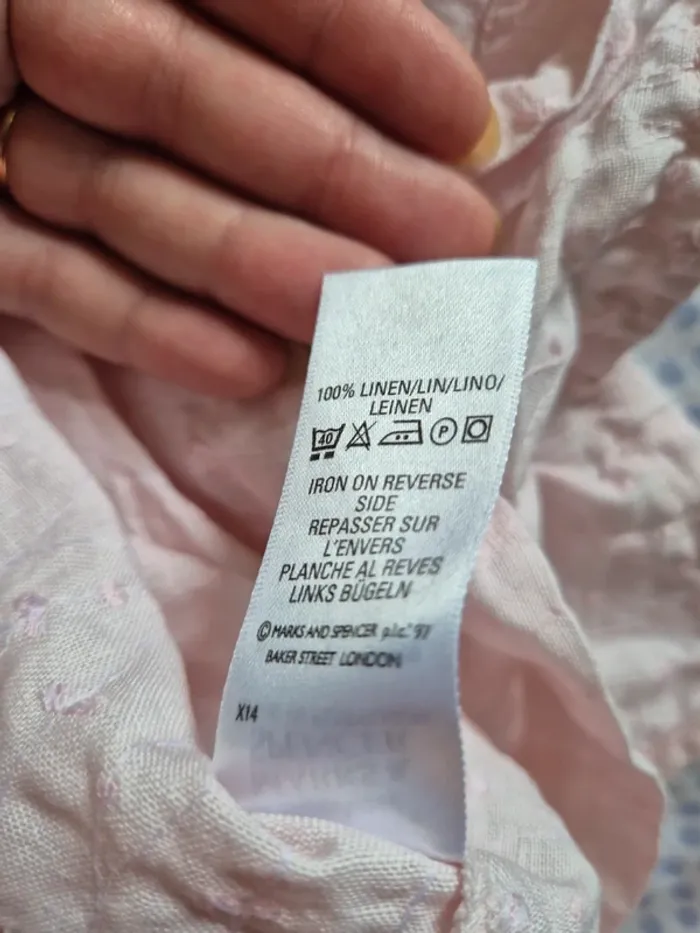 100% LINEN/LIN/LINO/
LEINEN
40 P
IRON ON REVERSE
SIDE
REPASSER SUR
L'ENVERS
PLANCHE AL REVES
LINKS BÜGELN
© MARKS AND SPENCER p.l.c. '97
BAKER STREET LONDON
X14